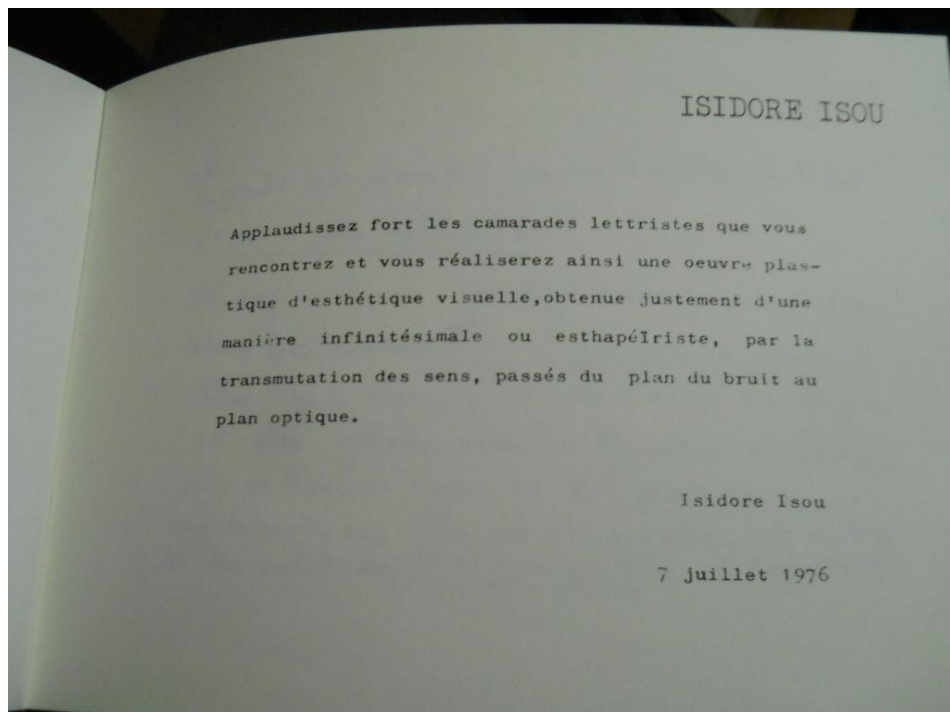 ISIDORE ISOU
Applaudissez fort les camarades lettristes que vous
rencontrez et vous réaliserez ainsi une oeuvre plas-
tique d'esthétique visuelle,obtenue justement d'une
manière infinitésimale ou esthapéIriste, par la
transmutation des sens, passés du plan du bruit au
plan optique.
Isidore Isou
7 juillet 1976